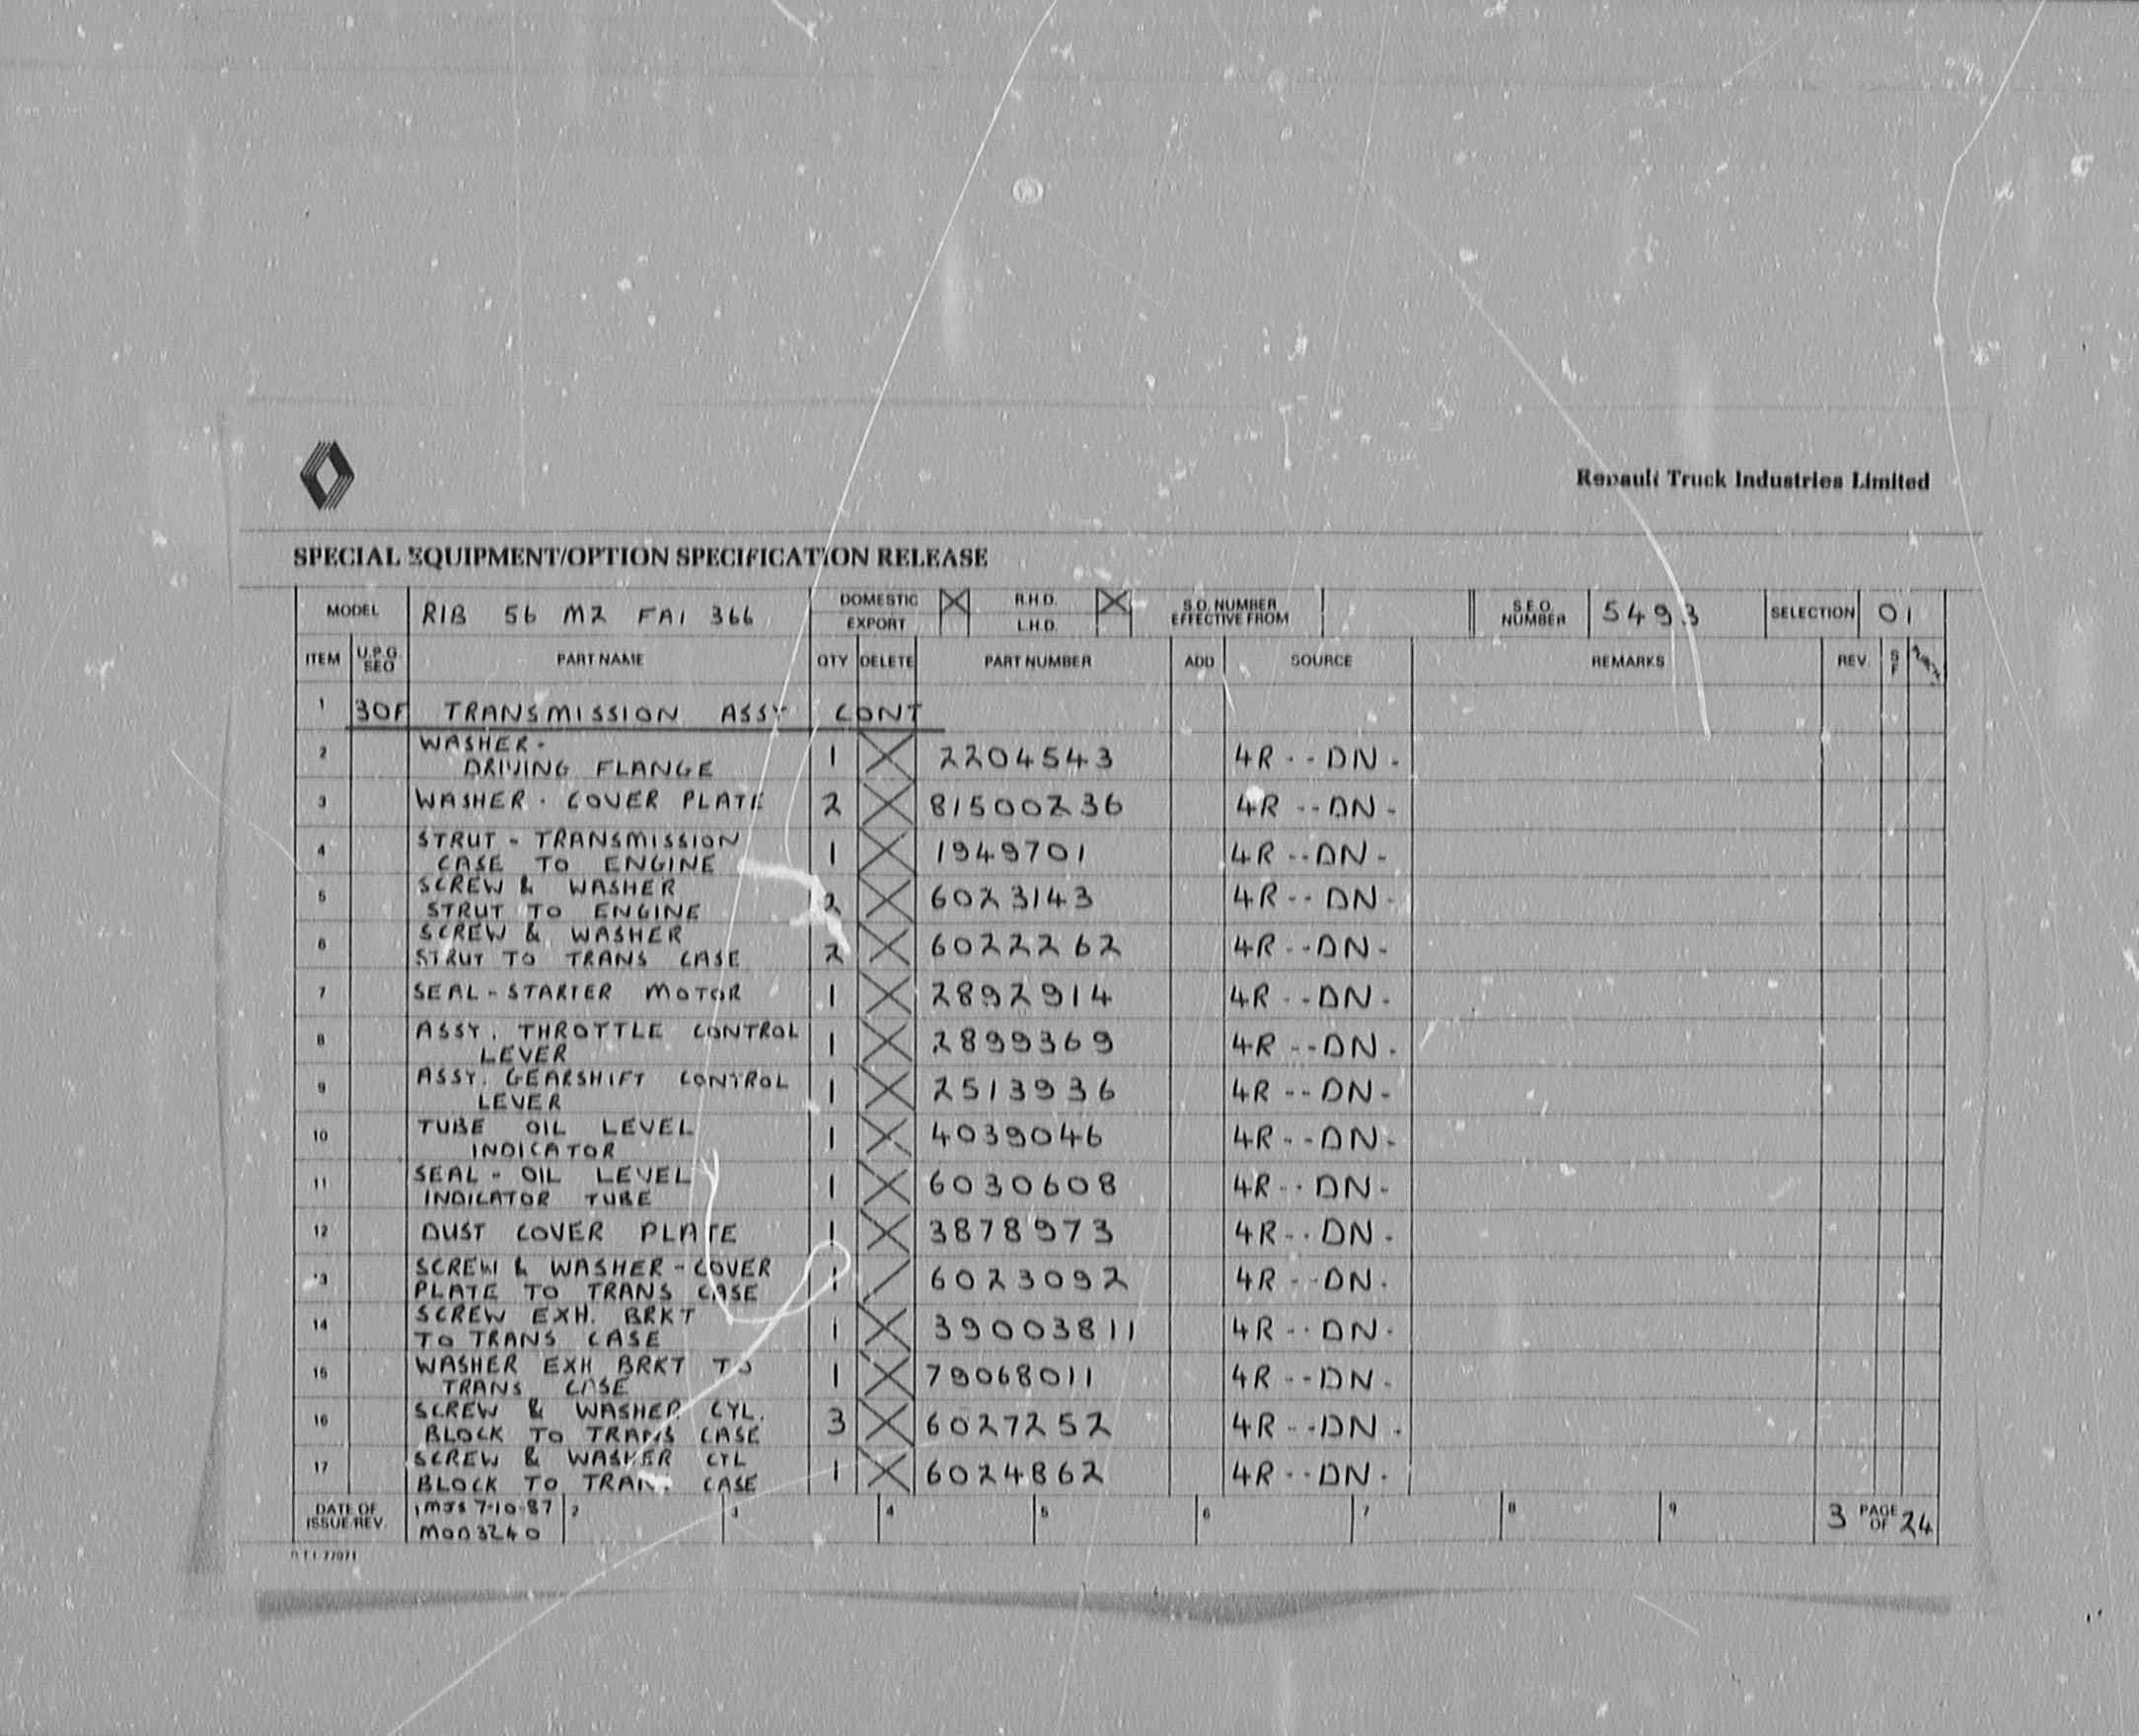 Renault Truck Industries Limited
SPECIAL EQUIPMENT/OPTION SPECIFICATION RELEASE
MODEL RIB 56 M2 FAI 366 DOMESTIC EXPORT R.H.D. L.H.D. S.O. NUMBER EFFECTIVE FROM S.E.O. NUMBER 5493 SELECTION 01
ITEM U.P.G. SEQ PART NAME QTY DELETE PART NUMBER ADD SOURCE REMARKS REV S F
1 30F TRANSMISSION ASSY CONT
2 WASHER - DRIVING FLANGE 1 X 2204543 4R--DN-
3 WASHER - COVER PLATE 2 X 81500236 4R--DN-
4 STRUT - TRANSMISSION CASE TO ENGINE 1 X 1949701 4R--DN-
5 SCREW & WASHER STRUT TO ENGINE 2 X 6023143 4R--DN-
6 SCREW & WASHER STRUT TO TRANS CASE 2 X 6022262 4R--DN-
7 SEAL - STARTER MOTOR 1 X 2892914 4R--DN-
8 ASSY. THROTTLE CONTROL LEVER 1 X 2899369 4R--DN-
9 ASSY. GEARSHIFT CONTROL LEVER 1 X 2513936 4R--DN-
10 TUBE OIL LEVEL INDICATOR 1 X 4039046 4R--DN-
11 SEAL - OIL LEVEL INDICATOR TUBE 1 X 6030608 4R--DN-
12 DUST COVER PLATE 1 X 3878973 4R--DN-
13 SCREW & WASHER - COVER PLATE TO TRANS CASE 1 / 6023092 4R--DN-
14 SCREW EXH. BRKT TO TRANS CASE 1 X 39003811 4R--DN-
15 WASHER EXH BRKT TO TRANS CASE 1 X 79068011 4R--DN-
16 SCREW & WASHER CYL. BLOCK TO TRANS CASE 3 X 6027252 4R--DN-
17 SCREW & WASHER CYL BLOCK TO TRANS CASE 1 X 6024862 4R--DN-
DATE OF ISSUE/REV. 1 MJS 7-10-87 2 3 4 5 6 7 8 9 3 PAGE OF 24
MOD 3240
R T I 77071